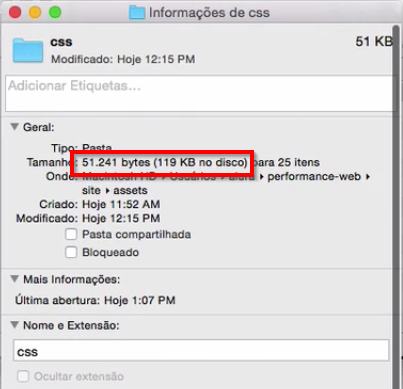 Informações de css
css 51 KB
Modificado: Hoje 12:15 PM
Adicionar Etiquetas...
Geral:
Tipo: Pasta
Tamanho: 51.241 bytes (119 KB no disco) para 25 itens
Onde: Macintosh HD ▸ Usuários ▸ alura ▸ performance-web ▸
site ▸ assets
Criado: Hoje 11:52 AM
Modificado: Hoje 12:15 PM
Pasta compartilhada
Bloqueado
Mais Informações:
Última abertura: Hoje 1:07 PM
Nome e Extensão:
css
Ocultar extensão